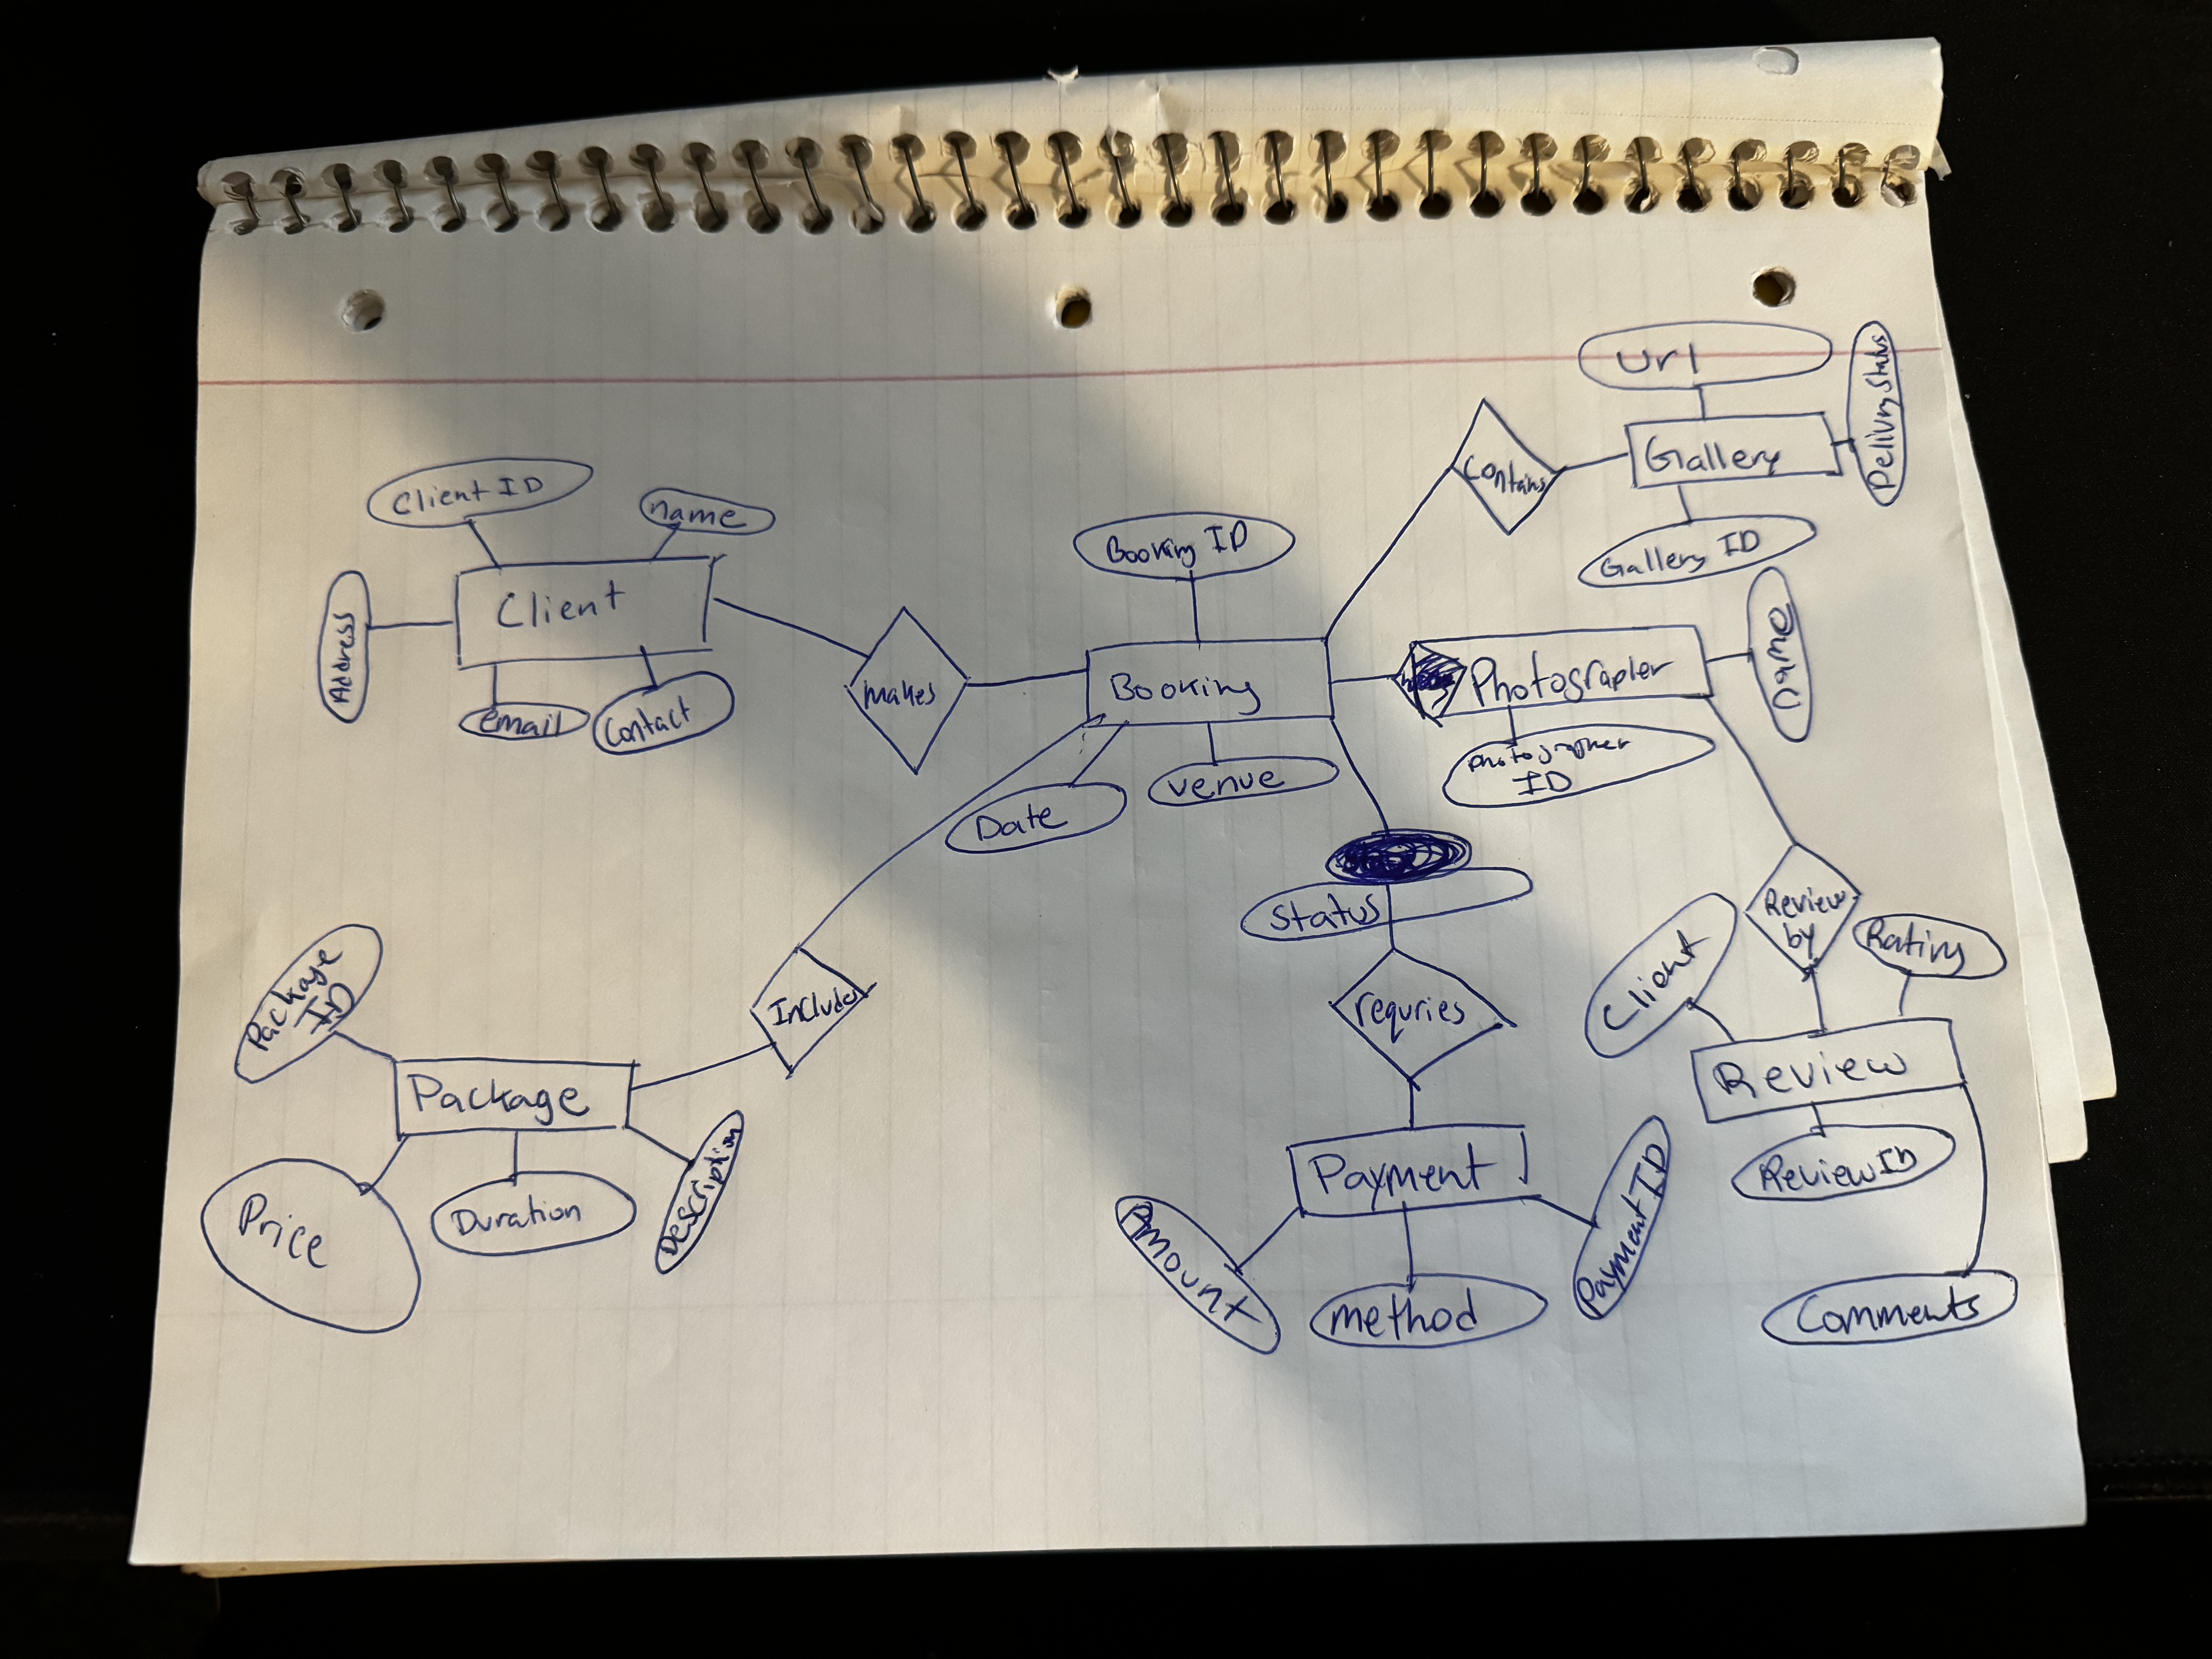 Url
Client ID
name
Booking ID
Contains
Gallery
Gallery ID
Delivry Status
Address
Client
email
Contact
makes
Booking
Date
venue
Photographer
Photographer
ID
name
Package
ID
Includes
Status
requries
Client
Review
by
Rating
Price
Package
Duration
Description
Amount
Payment
method
Payment ID
Review
Review ID
Comments